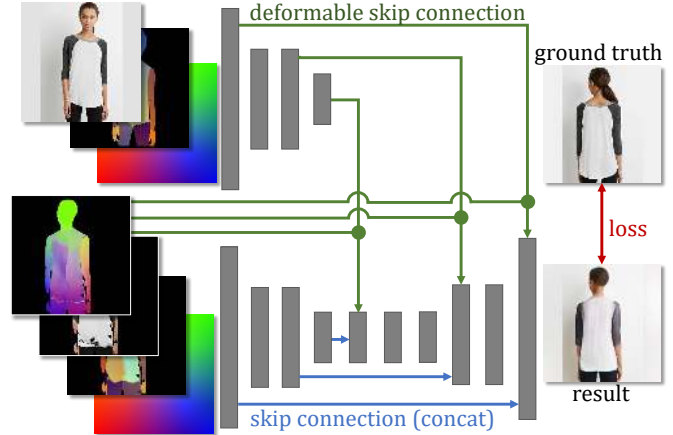 deformable skip connection
ground truth
loss
skip connection (concat)
result